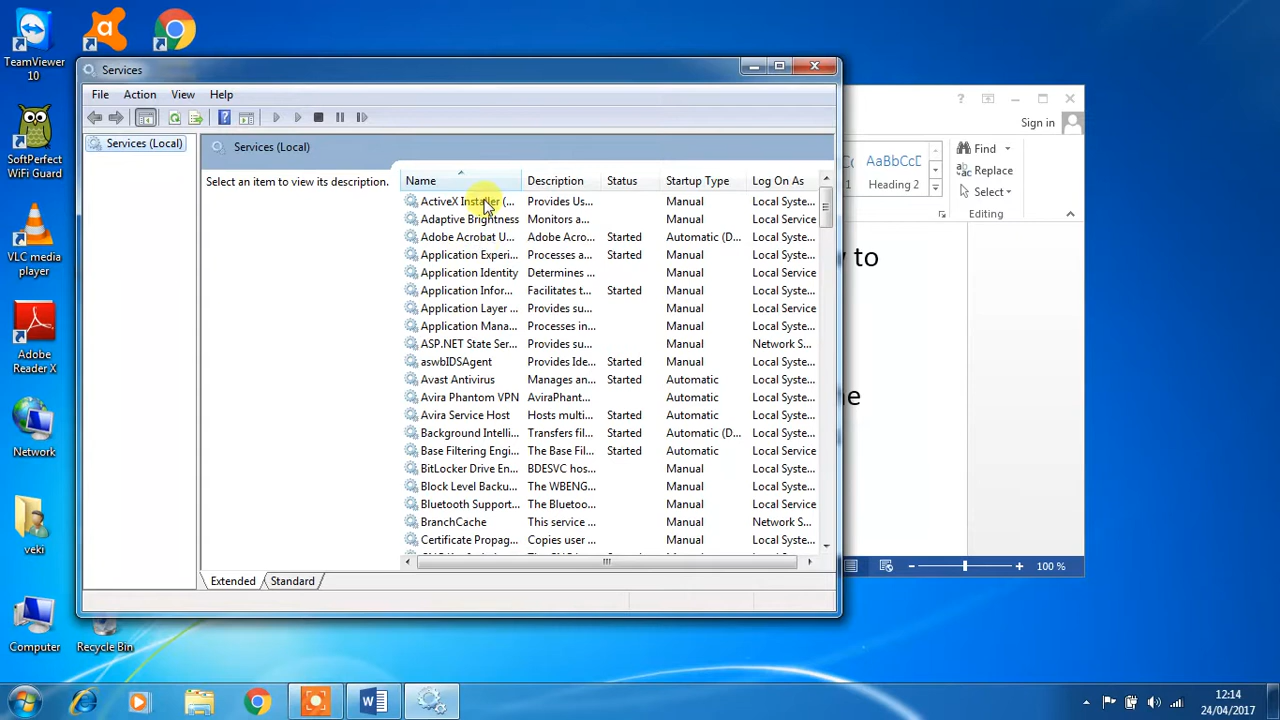 TeamViewer
10
SoftPerfect
WiFi Guard
VLC media
player
Adobe
Reader X
Network
veki
Computer
Recycle Bin
Services
File Action View Help
Services (Local)
Services (Local)
Select an item to view its description.
Name Description Status Startup Type Log On As
ActiveX Installer (... Provides Us... Manual Local Syste...
Adaptive Brightness Monitors a... Manual Local Service
Adobe Acrobat U... Adobe Acro... Started Automatic (D... Local Syste...
Application Experi... Processes a... Started Manual Local Syste...
Application Identity Determines ... Manual Local Service
Application Infor... Facilitates t... Started Manual Local Syste...
Application Layer ... Provides su... Manual Local Service
Application Mana... Processes in... Manual Local Syste...
ASP.NET State Ser... Provides su... Manual Network S...
aswbIDSAgent Provides Ide... Started Manual Local Syste...
Avast Antivirus Manages an... Started Automatic Local Syste...
Avira Phantom VPN AviraPhant... Automatic Local Syste...
Avira Service Host Hosts multi... Started Automatic Local Syste...
Background Intelli... Transfers fil... Started Automatic (D... Local Syste...
Base Filtering Engi... The Base Fil... Started Automatic Local Service
BitLocker Drive En... BDESVC hos... Manual Local Syste...
Block Level Backu... The WBENG... Manual Local Syste...
Bluetooth Support... The Bluetoo... Manual Local Service
BranchCache This service ... Manual Network S...
Certificate Propag... Copies user ... Manual Local Syste...
Extended Standard
Sign in
AaBbCcD
1 Heading 2
Find
Replace
Select
Editing
to
100 %
12:14
24/04/2017